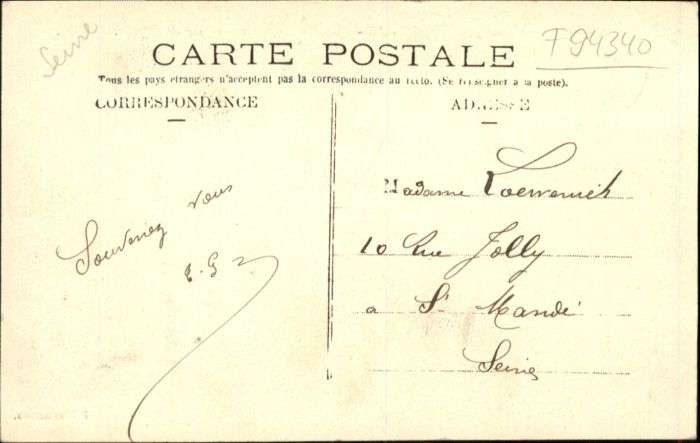 Seine
F94340
CARTE POSTALE
Tous les pays étrangers n'acceptent pas la correspondance au recto. (Se renseigner à la poste).
CORRESPONDANCE
ADRESSE
Souvenez vous
Madame
10 Rue Jolly
a St Mandé
Seine